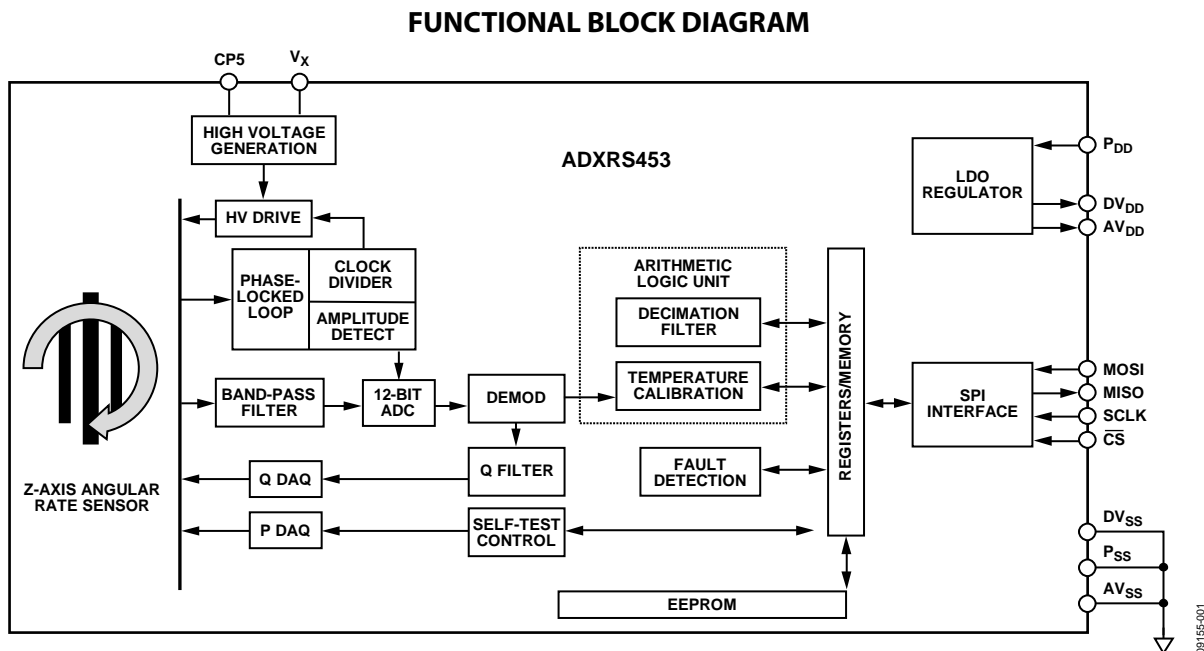 FUNCTIONAL BLOCK DIAGRAM
CP5
VX
HIGH VOLTAGE
GENERATION
ADXRS453
LDO
REGULATOR
PDD
DVDD
AVDD
HV DRIVE
PHASE-
LOCKED
LOOP
CLOCK
DIVIDER
AMPLITUDE
DETECT
ARITHMETIC
LOGIC UNIT
DECIMATION
FILTER
TEMPERATURE
CALIBRATION
REGISTERS/MEMORY
SPI
INTERFACE
MOSI
MISO
SCLK
CS
BAND-PASS
FILTER
12-BIT
ADC
DEMOD
Q FILTER
FAULT
DETECTION
Z-AXIS ANGULAR
RATE SENSOR
Q DAQ
P DAQ
SELF-TEST
CONTROL
EEPROM
DVSS
PSS
AVSS
09155-001